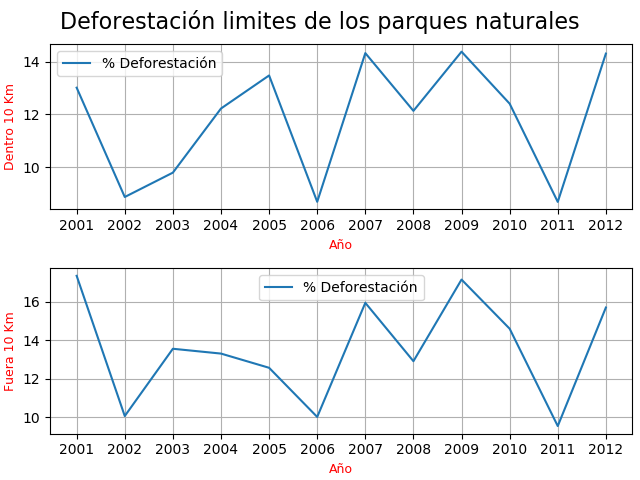 Deforestación limites de los parques naturales
% Deforestación
Dentro 10 Km
14
12
10
2001 2002 2003 2004 2005 2006 2007 2008 2009 2010 2011 2012
Año
% Deforestación
Fuera 10 Km
16
14
12
10
2001 2002 2003 2004 2005 2006 2007 2008 2009 2010 2011 2012
Año